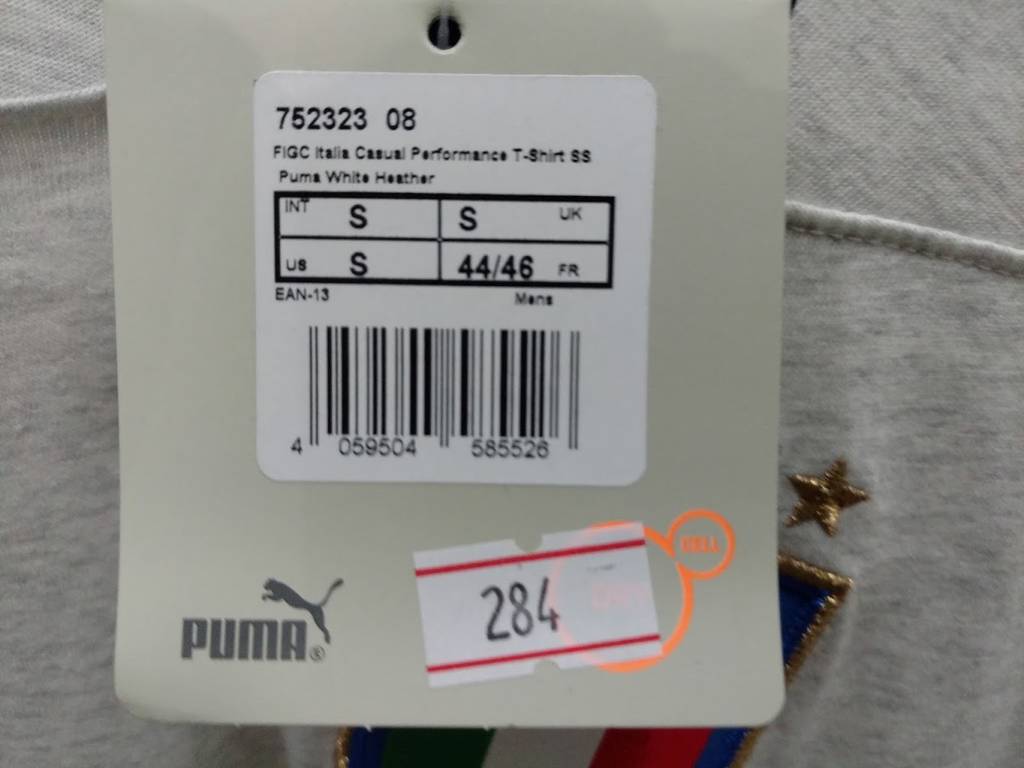 752323 08
FIGC Italia Casual Performance T-Shirt SS
Puma White Heather
INT S S UK
US S 44/46 FR
EAN-13 Mens
4 059504 585526
284
PUMA